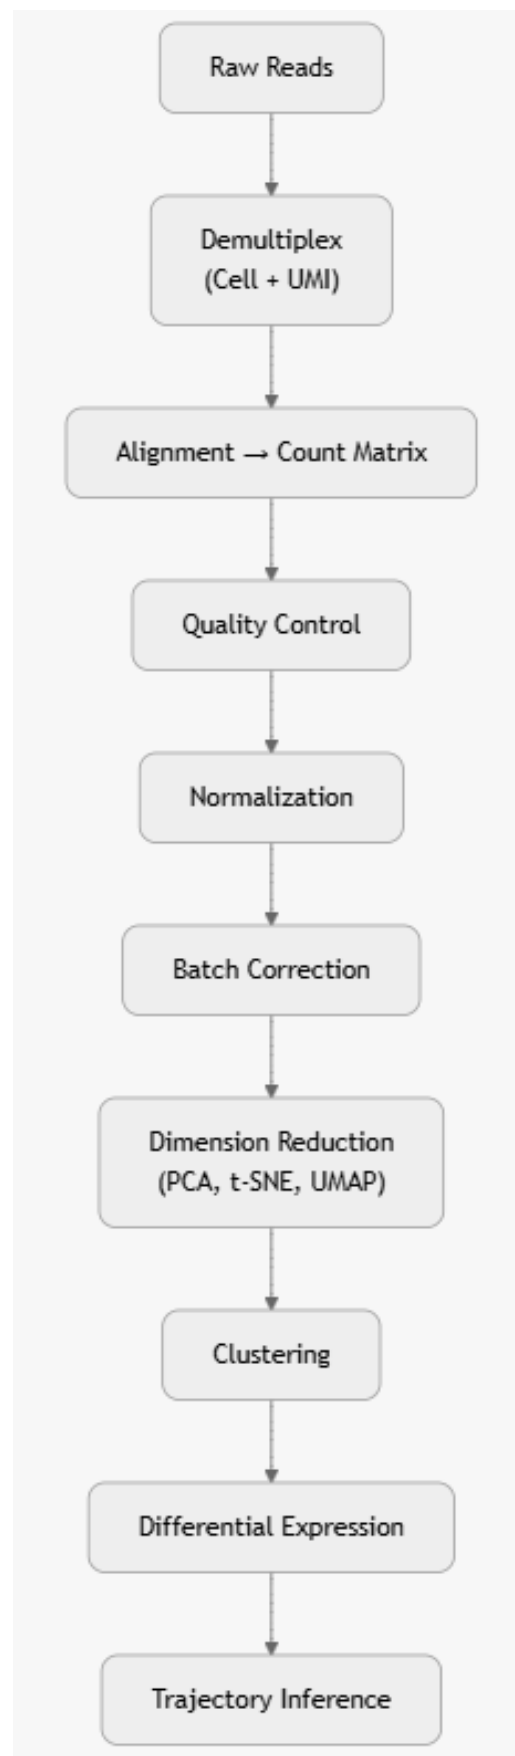 Raw Reads
Demultiplex
(Cell + UMI)
Alignment → Count Matrix
Quality Control
Normalization
Batch Correction
Dimension Reduction
(PCA, t-SNE, UMAP)
Clustering
Differential Expression
Trajectory Inference